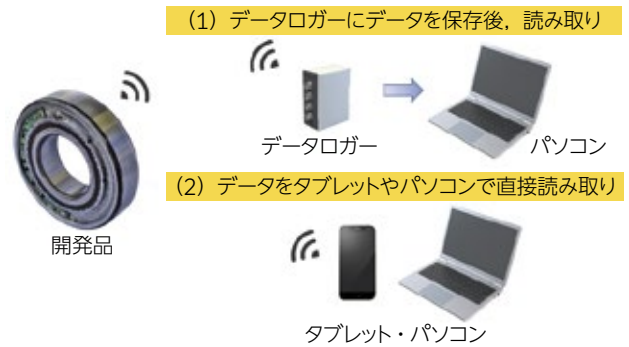 (1) データロガーにデータを保存後，読み取り
データロガー
パソコン
開発品
(2) データをタブレットやパソコンで直接読み取り
タブレット・パソコン